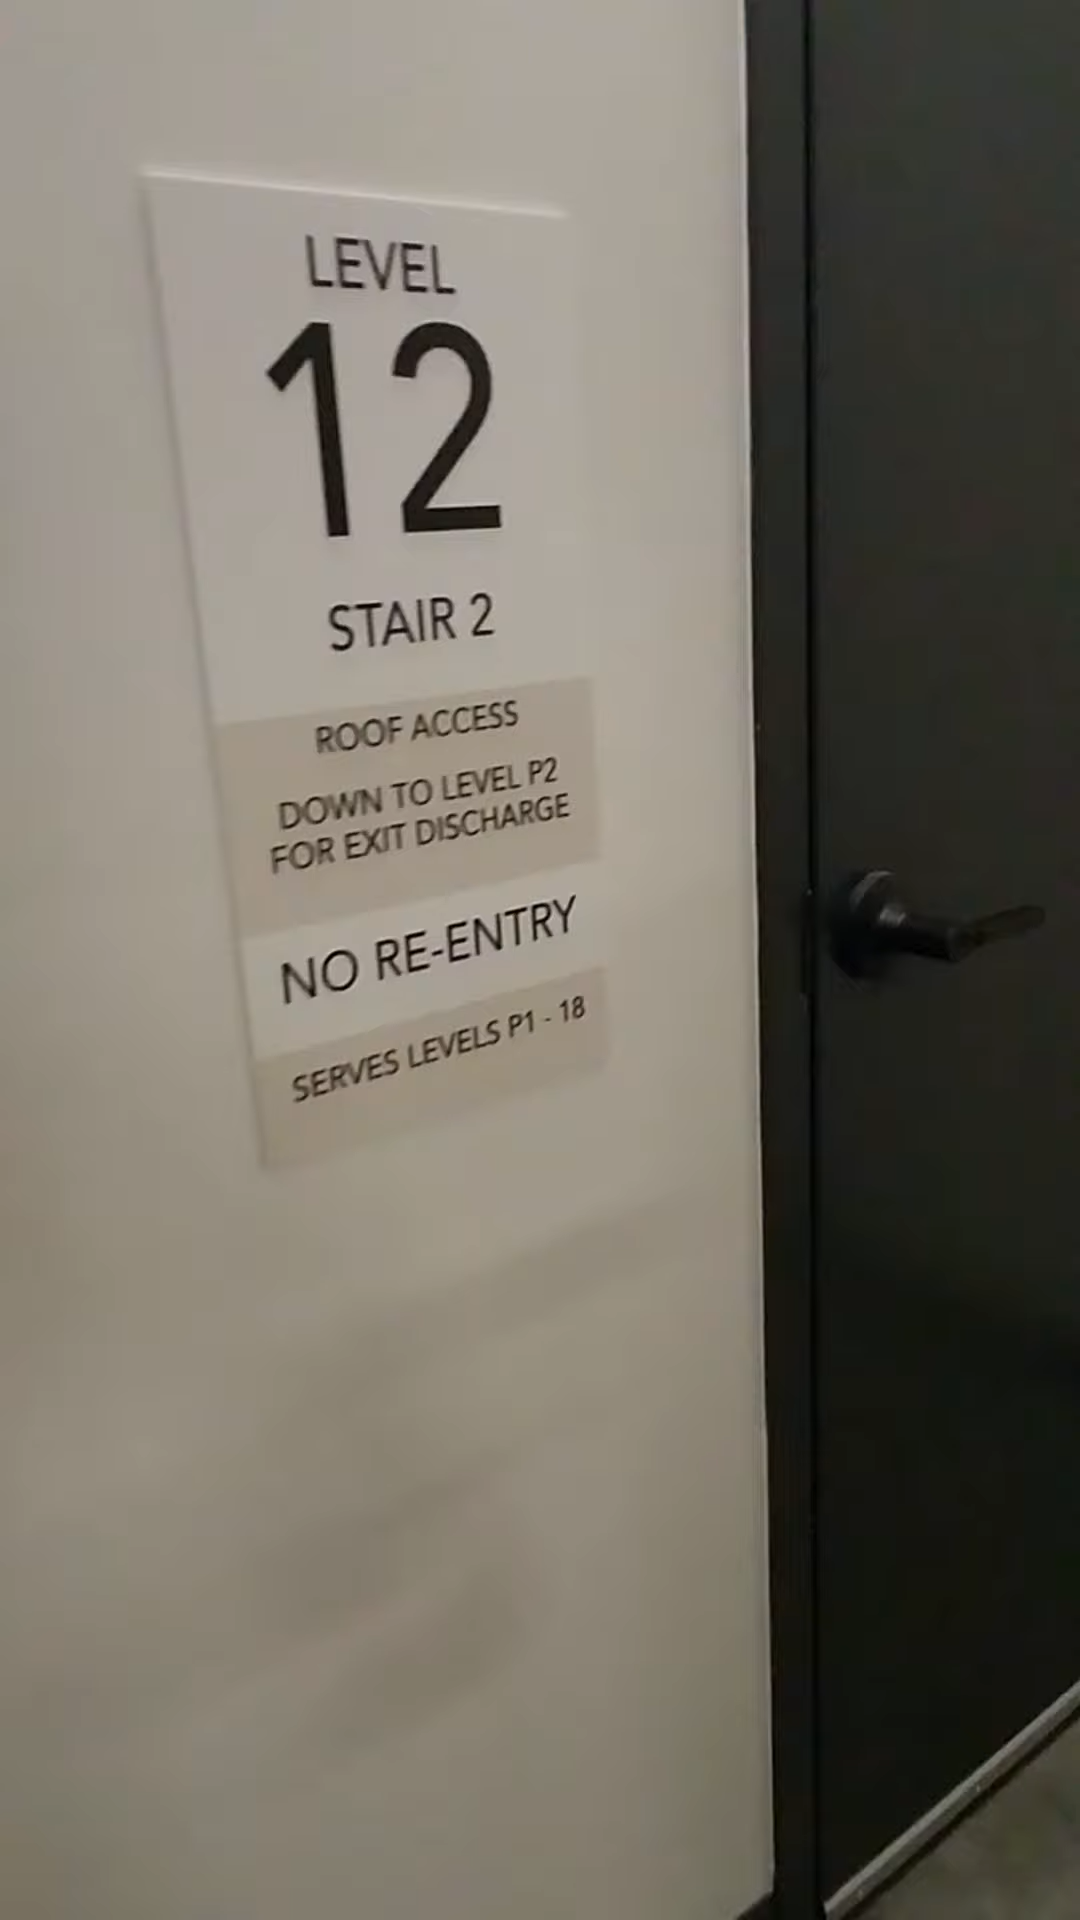 LEVEL
12
STAIR 2
ROOF ACCESS
DOWN TO LEVEL P2
FOR EXIT DISCHARGE
NO RE-ENTRY
SERVES LEVELS P1 - 18